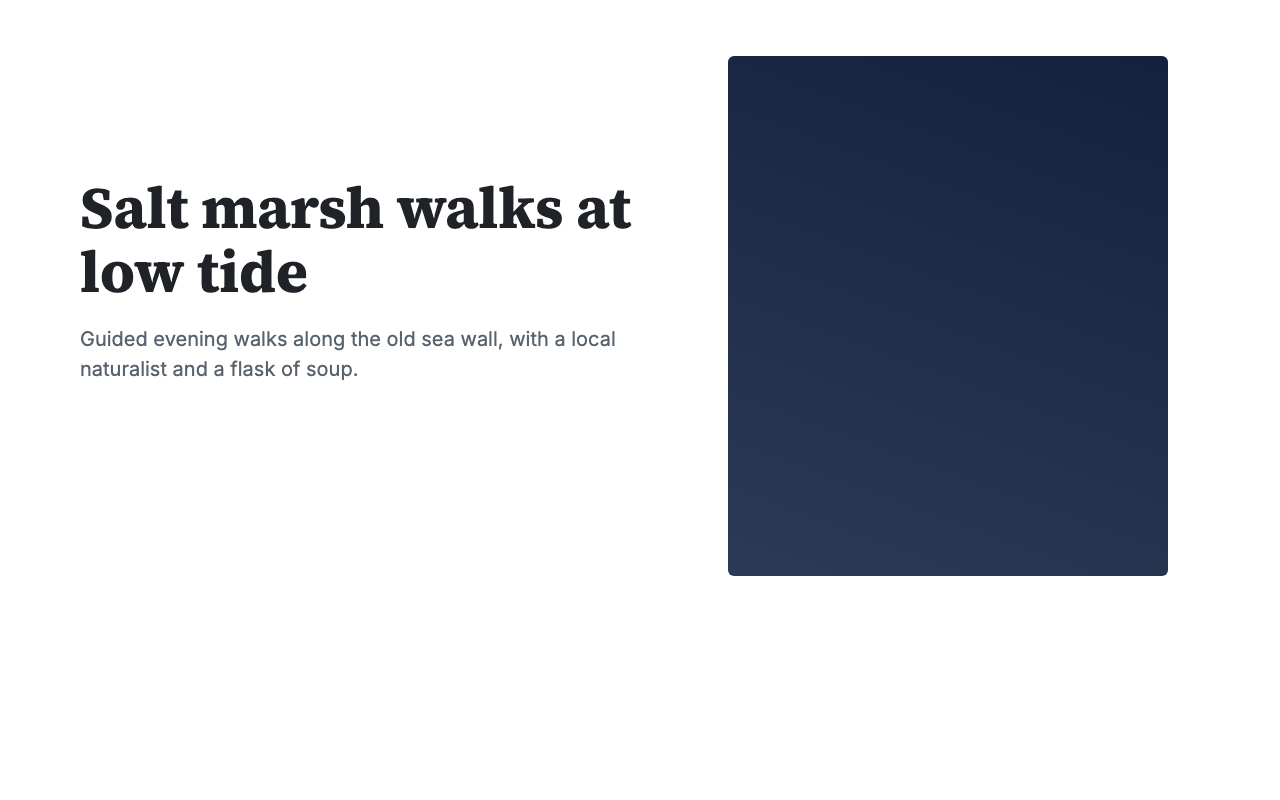 Salt marsh walks at
low tide
Guided evening walks along the old sea wall, with a local
naturalist and a flask of soup.